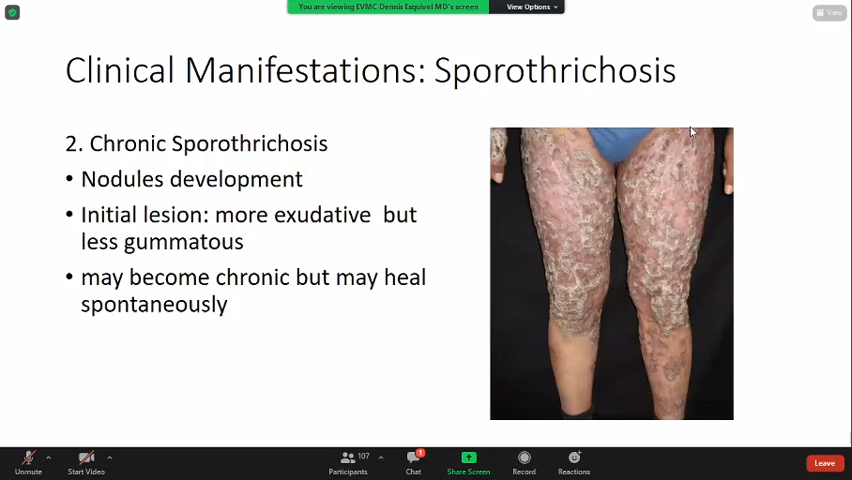 You are viewing EVMC Dennis Esquivel MD's screen
View Options
View
Clinical Manifestations: Sporothrichosis
2. Chronic Sporothrichosis
• Nodules development
• Initial lesion: more exudative but
less gummatous
• may become chronic but may heal
spontaneously
Unmute
Start Video
107
Participants
1
Chat
Share Screen
Record
Reactions
Leave